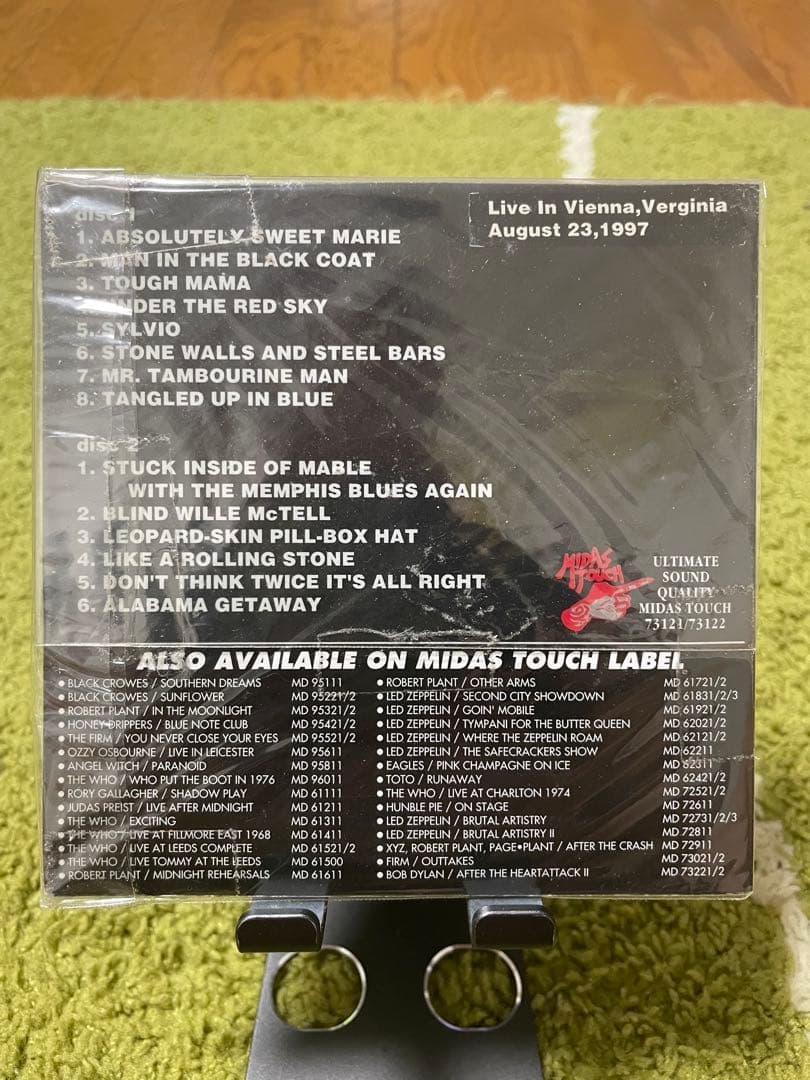 disc 1
1. ABSOLUTELY SWEET MARIE
2. MAN IN THE BLACK COAT
3. TOUGH MAMA
4. UNDER THE RED SKY
5. SYLVIO
6. STONE WALLS AND STEEL BARS
7. MR. TAMBOURINE MAN
8. TANGLED UP IN BLUE
Live In Vienna,Verginia
August 23,1997
disc 2
1. STUCK INSIDE OF MABLE
WITH THE MEMPHIS BLUES AGAIN
2. BLIND WILLE McTELL
3. LEOPARD-SKIN PILL-BOX HAT
4. LIKE A ROLLING STONE
5. DON'T THINK TWICE IT'S ALL RIGHT
6. ALABAMA GETAWAY
MIDAS
TOUCH
ULTIMATE
SOUND
QUALITY
MIDAS TOUCH
73121/73122
ALSO AVAILABLE ON MIDAS TOUCH LABEL
• BLACK CROWES / SOUTHERN DREAMS MD 95111
• BLACK CROWES / SUNFLOWER MD 95221/2
• ROBERT PLANT / IN THE MOONLIGHT MD 95321/2
• HONEY DRIPPERS / BLUE NOTE CLUB MD 95421/2
• THE FIRM / YOU NEVER CLOSE YOUR EYES MD 95521/2
• OZZY OSBOURNE / LIVE IN LEICESTER MD 95611
• ANGEL WITCH / PARANOID MD 95811
• THE WHO / WHO PUT THE BOOT IN 1976 MD 96011
• RORY GALLAGHER / SHADOW PLAY MD 61111
• JUDAS PREIST / LIVE AFTER MIDNIGHT MD 61211
• THE WHO / EXCITING MD 61311
• THE WHO / LIVE AT FILLMORE EAST 1968 MD 61411
• THE WHO / LIVE AT LEEDS COMPLETE MD 61521/2
• THE WHO / LIVE TOMMY AT THE LEEDS MD 61500
• ROBERT PLANT / MIDNIGHT REHEARSALS MD 61611
• ROBERT PLANT / OTHER ARMS MD 61721/2
• LED ZEPPELIN / SECOND CITY SHOWDOWN MD 61831/2/3
• LED ZEPPELIN / GOIN' MOBILE MD 61921/2
• LED ZEPPELIN / TYMPANI FOR THE BUTTER QUEEN MD 62021/2
• LED ZEPPELIN / WHERE THE ZEPPELIN ROAM MD 62121/2
• LED ZEPPELIN / THE SAFECRACKERS SHOW MD 62211
• EAGLES / PINK CHAMPAGNE ON ICE MD 52311
• TOTO / RUNAWAY MD 62421/2
• THE WHO / LIVE AT CHARLTON 1974 MD 72521/2
• HUNBLE PIE / ON STAGE MD 72611
• LED ZEPPELIN / BRUTAL ARTISTRY MD 72731/2/3
• LED ZEPPELIN / BRUTAL ARTISTRY II MD 72811
• XYZ, ROBERT PLANT, PAGE•PLANT / AFTER THE CRASH MD 72911
• FIRM / OUTTAKES MD 73021/2
• BOB DYLAN / AFTER THE HEARTATTACK II MD 73221/2